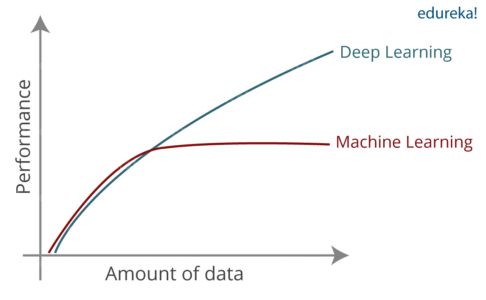 edureka!
Deep Learning
Machine Learning
Performance
Amount of data